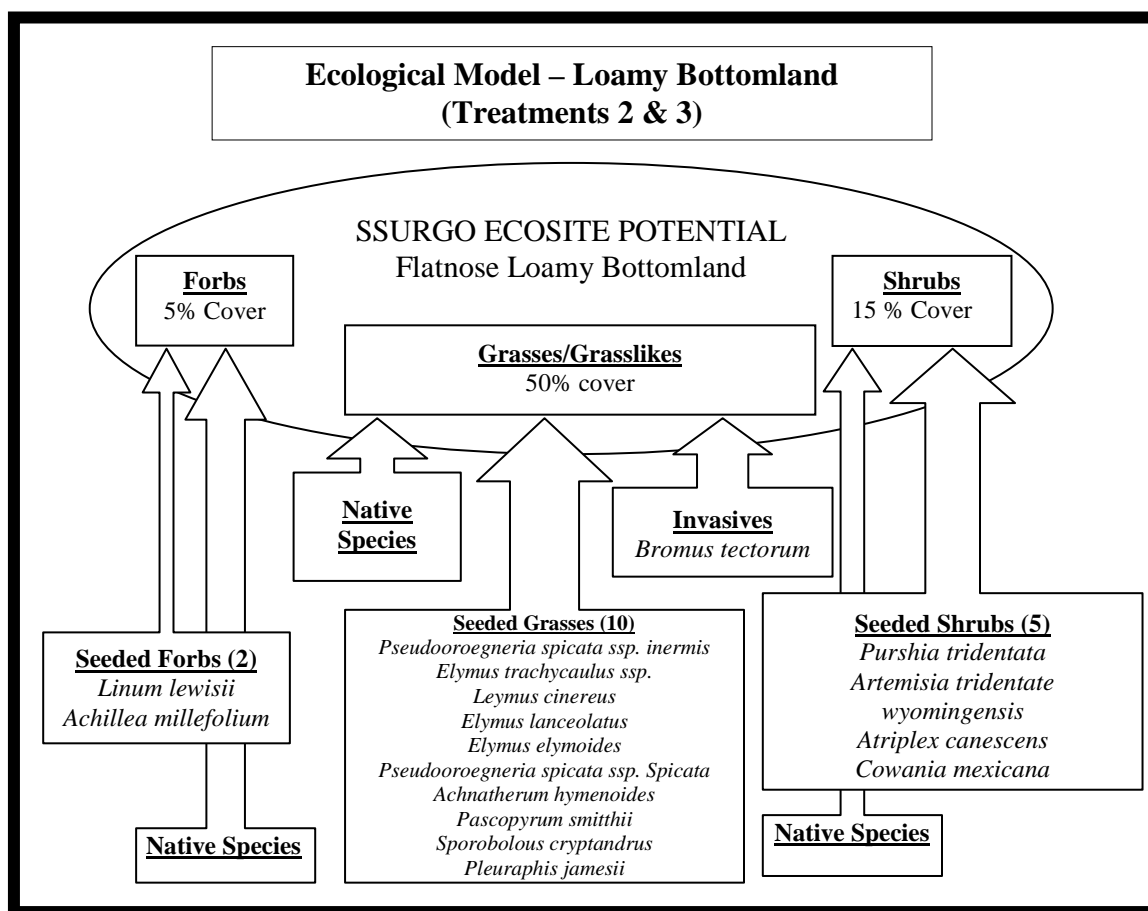 Ecological Model – Loamy Bottomland
(Treatments 2 & 3)
SSURGO ECOSITE POTENTIAL
Flatnose Loamy Bottomland
Forbs
5% Cover
Shrubs
15 % Cover
Grasses/Grasslikes
50% cover
Native
Species
Invasives
Bromus tectorum
Seeded Forbs (2)
Linum lewisii
Achillea millefolium
Seeded Grasses (10)
Pseudooroegneria spicata ssp. inermis
Elymus trachycaulus ssp.
Leymus cinereus
Elymus lanceolatus
Elymus elymoides
Pseudooroegneria spicata ssp. Spicata
Achnatherum hymenoides
Pascopyrum smitthii
Sporobolous cryptandrus
Pleuraphis jamesii
Seeded Shrubs (5)
Purshia tridentata
Artemisia tridentate
wyomingensis
Atriplex canescens
Cowania mexicana
Native Species
Native Species